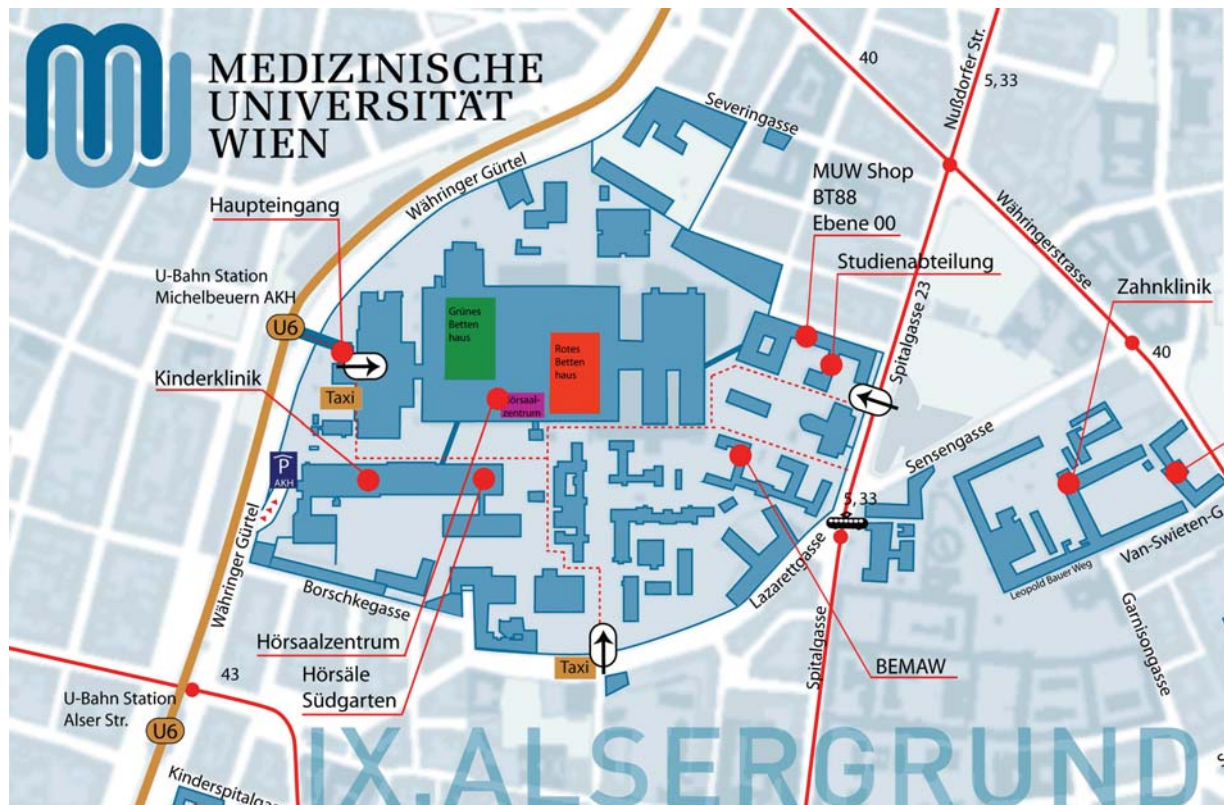 MEDIZINISCHE
UNIVERSITÄT
WIEN
40
Nußdorfer Str.
5, 33
Severingasse
Währinger Gürtel
MUW Shop
BT88
Ebene 00
Haupteingang
Studienabteilung
Währingerstrasse
Zahnklinik
U-Bahn Station
Michelbeuern AKH
U6
Grünes
Betten
haus
Rotes
Betten
haus
Spitalgasse 23
40
Kinderklinik
Taxi
Hörsaal-
zentrum
Sensengasse
P
AKH
5, 33
Währinger Gürtel
Van-Swieten-G
Leopold Bauer Weg
Lazarettgasse
Borschkegasse
Garnisongasse
Hörsaalzentrum
Hörsäle
Südgarten
Taxi
BEMAW
Spitalgasse
43
U-Bahn Station
Alser Str.
U6
IX.ALSERGRUND
Kinderspitalga